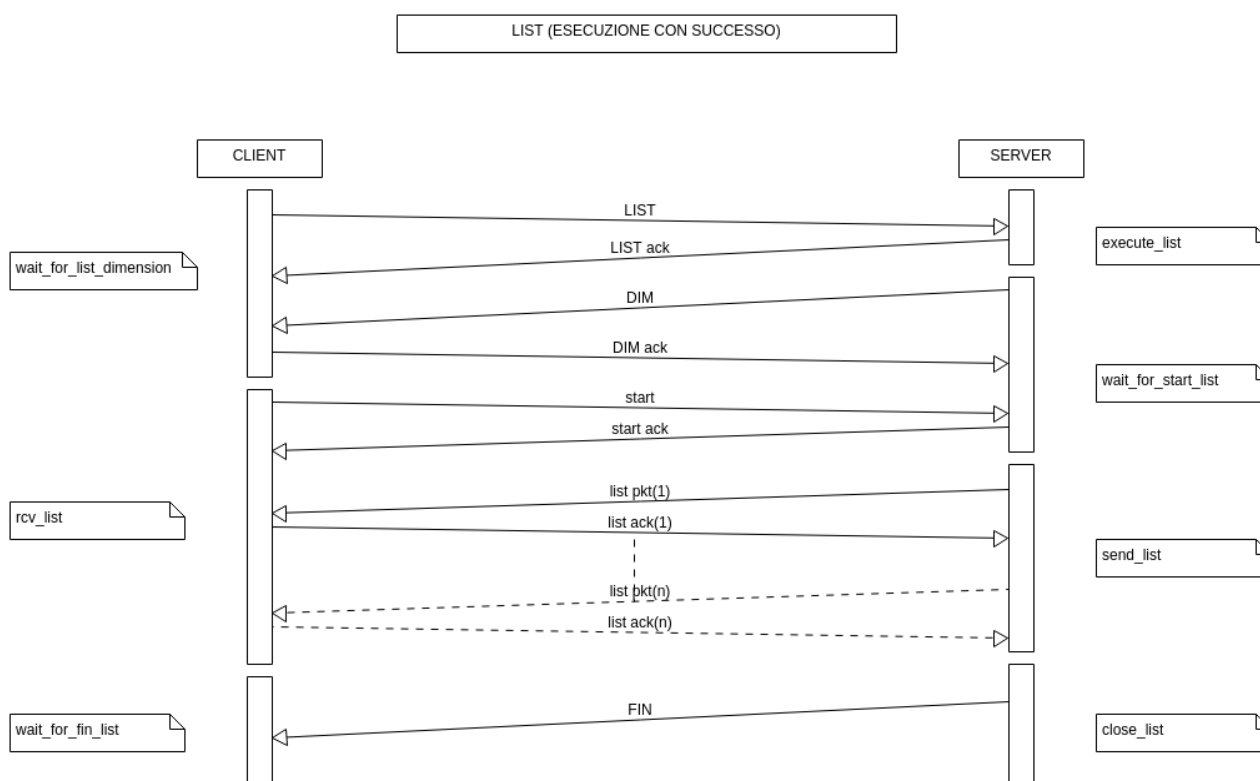 LIST (ESECUZIONE CON SUCCESSO)
CLIENT
SERVER
LIST
LIST ack
execute_list
wait_for_list_dimension
DIM
DIM ack
wait_for_start_list
start
start ack
list pkt(1)
rcv_list
list ack(1)
send_list
list pkt(n)
list ack(n)
FIN
wait_for_fin_list
close_list